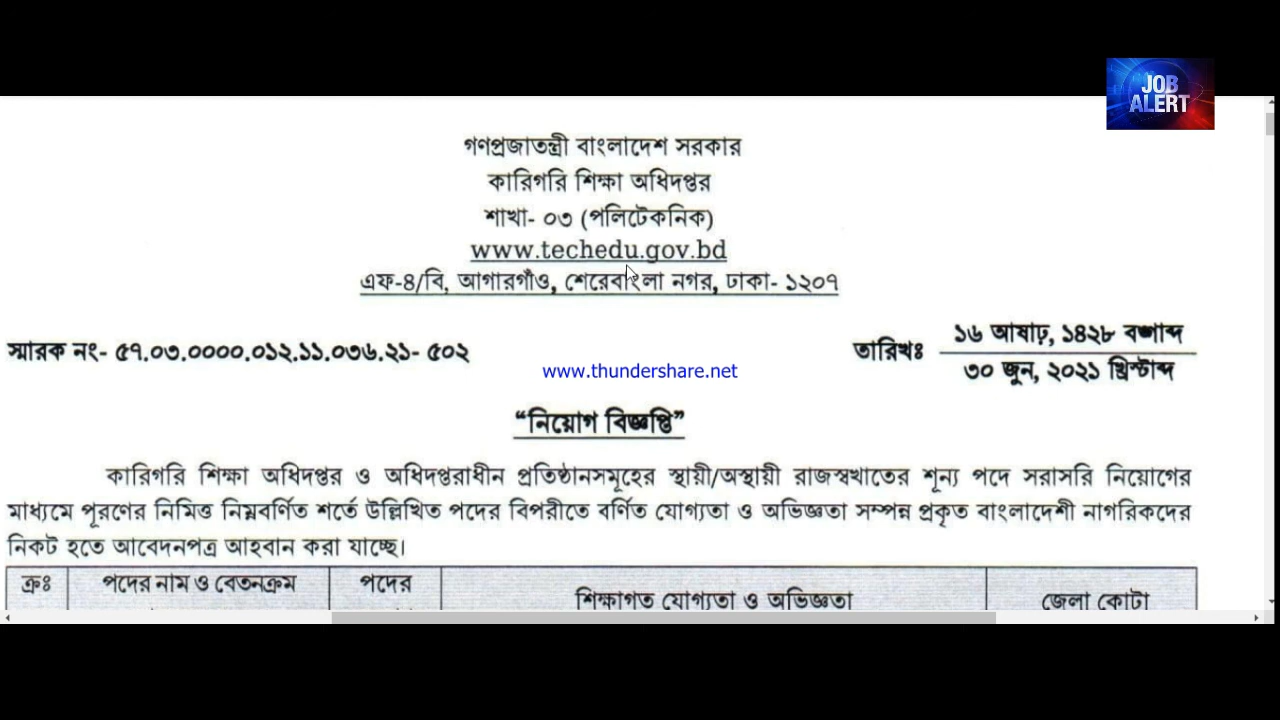 JOB
ALERT
গণপ্রজাতন্ত্রী বাংলাদেশ সরকার
কারিগরি শিক্ষা অধিদপ্তর
শাখা- ০৩ (পলিটেকনিক)
www.techedu.gov.bd
এফ-৪/বি, আগারগাঁও, শেরেবাংলা নগর, ঢাকা- ১২০৭
স্মারক নং- ৫৭.০৩.০০০০.০১২.১১.০৩৬.২১- ৫০২
তারিখঃ ১৬ আষাঢ়, ১৪২৮ বঙ্গাব্দ
৩০ জুন, ২০২১ খ্রিস্টাব্দ
www.thundershare.net
“নিয়োগ বিজ্ঞপ্তি”
কারিগরি শিক্ষা অধিদপ্তর ও অধিদপ্তরাধীন প্রতিষ্ঠানসমূহের স্থায়ী/অস্থায়ী রাজস্বখাতের শূন্য পদে সরাসরি নিয়োগের
মাধ্যমে পূরণের নিমিত্ত নিম্নবর্ণিত শর্তে উল্লিখিত পদের বিপরীতে বর্ণিত যোগ্যতা ও অভিজ্ঞতা সম্পন্ন প্রকৃত বাংলাদেশী নাগরিকদের
নিকট হতে আবেদনপত্র আহবান করা যাচ্ছে।
ক্রঃ পদের নাম ও বেতনক্রম পদের শিক্ষাগত যোগ্যতা ও অভিজ্ঞতা জেলা কোটা